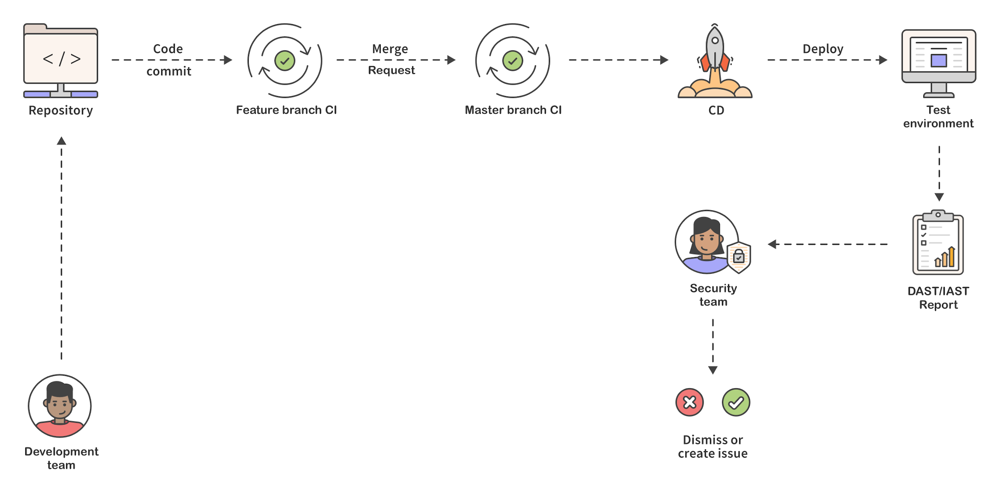 </>
Repository
Code
commit
Feature branch CI
Merge
Request
Master branch CI
CD
Deploy
Test
environment
Security
team
DAST/IAST
Report
Development
team
Dismiss or
create issue